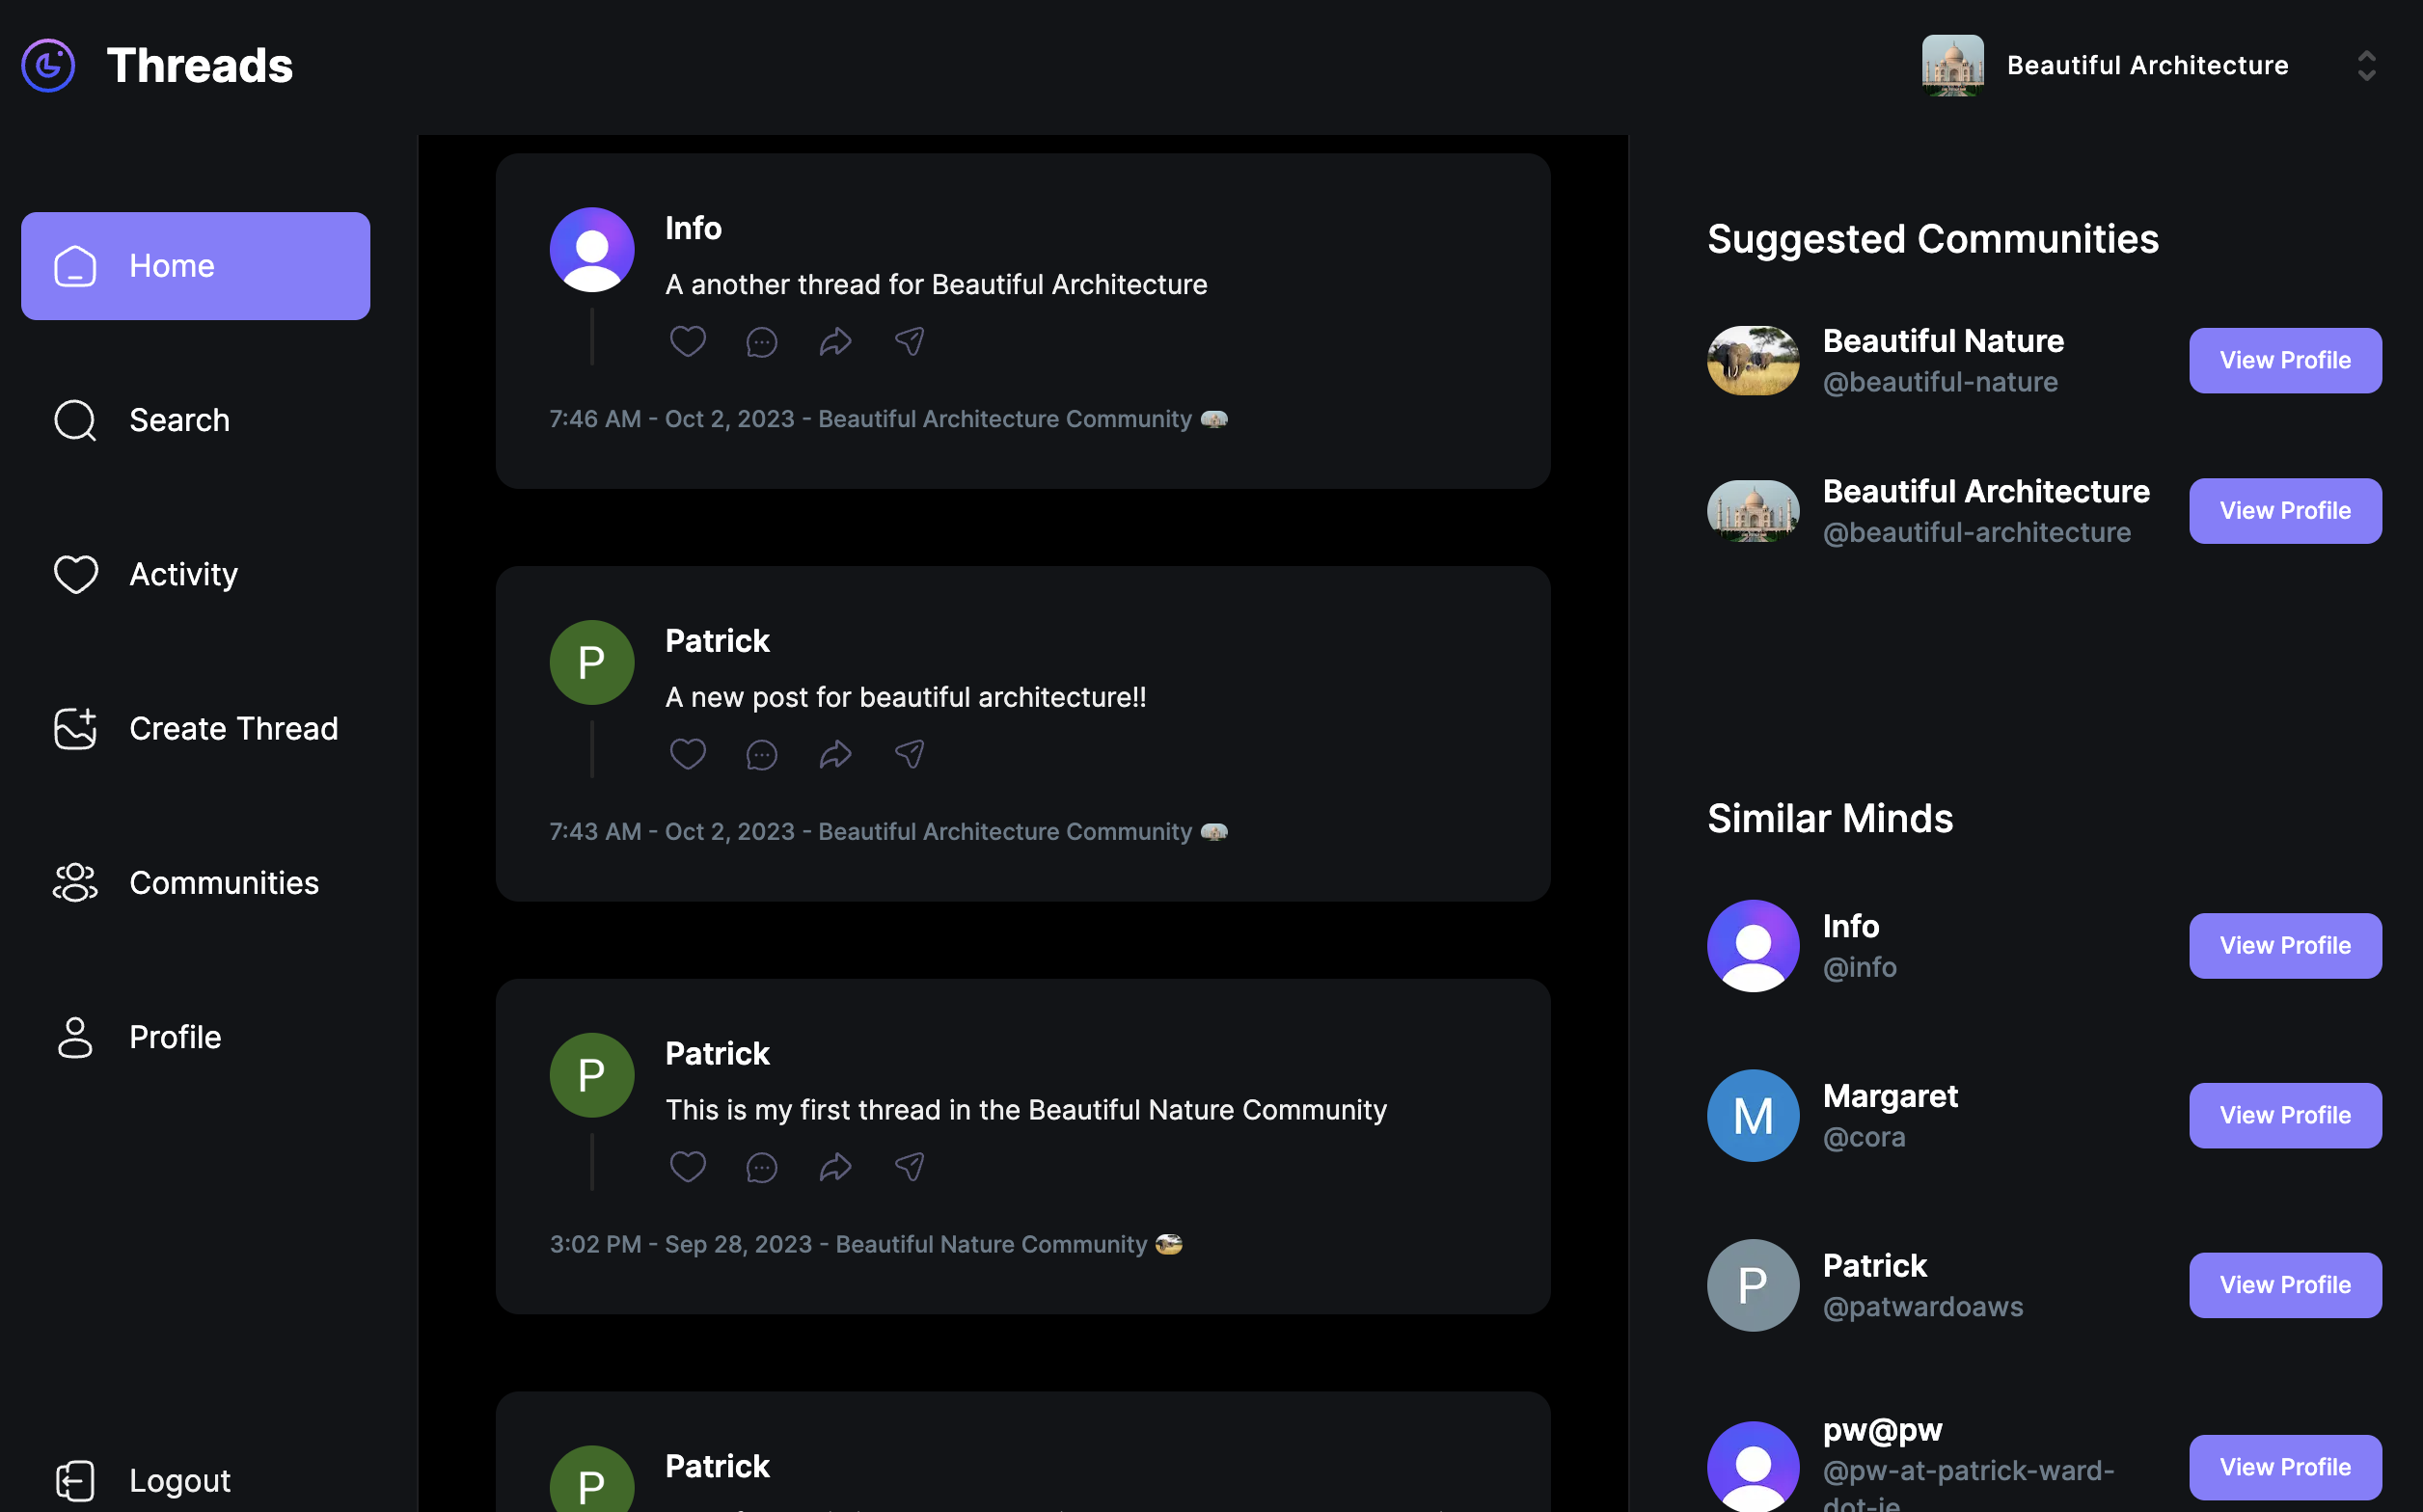 Threads
Beautiful Architecture
Home
Search
Activity
Create Thread
Communities
Profile
Logout
Info
A another thread for Beautiful Architecture
7:46 AM - Oct 2, 2023 - Beautiful Architecture Community
P
Patrick
A new post for beautiful architecture!!
7:43 AM - Oct 2, 2023 - Beautiful Architecture Community
P
Patrick
This is my first thread in the Beautiful Nature Community
3:02 PM - Sep 28, 2023 - Beautiful Nature Community
P
Patrick
Suggested Communities
Beautiful Nature
@beautiful-nature
View Profile
Beautiful Architecture
@beautiful-architecture
View Profile
Similar Minds
Info
@info
View Profile
M
Margaret
@cora
View Profile
P
Patrick
@patwardoaws
View Profile
pw@pw
@pw-at-patrick-ward-
dot-ie
View Profile